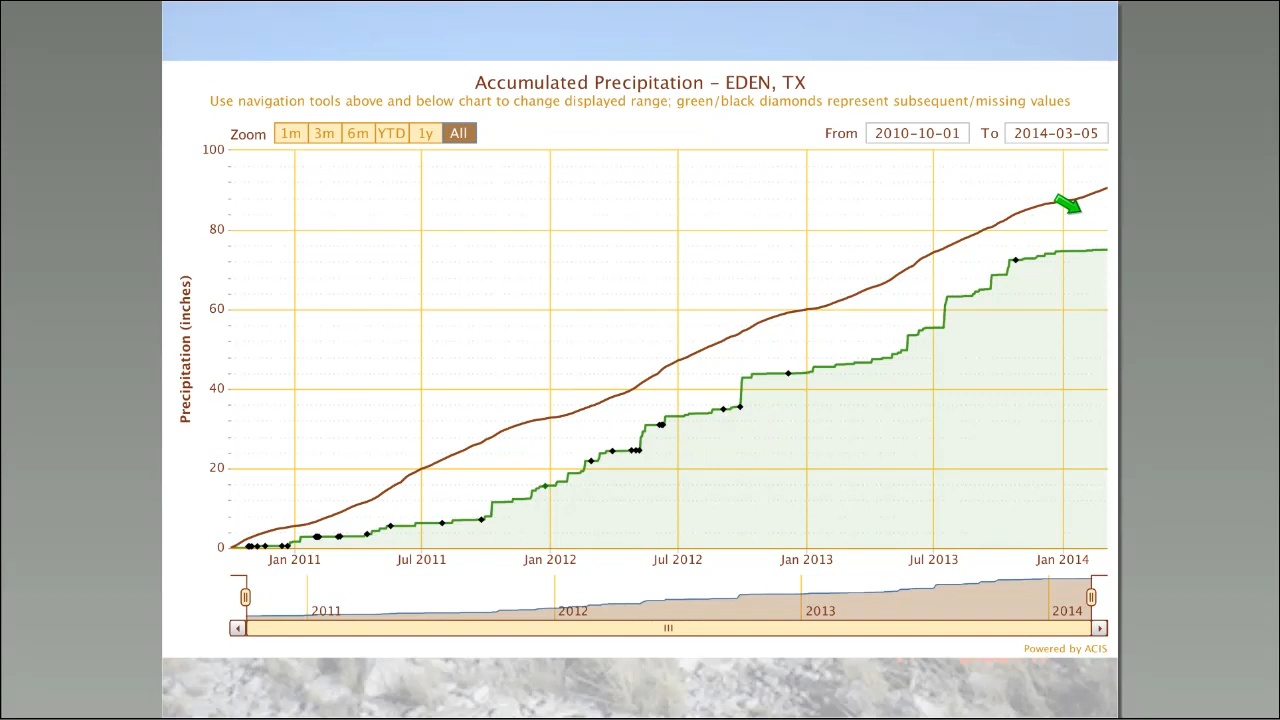 Accumulated Precipitation – EDEN, TX
Use navigation tools above and below chart to change displayed range; green/black diamonds represent subsequent/missing values
Zoom 1m 3m 6m YTD 1y All From 2010-10-01 To 2014-03-05
100
80
60
40
20
0
Precipitation (inches)
Jan 2011 Jul 2011 Jan 2012 Jul 2012 Jan 2013 Jul 2013 Jan 2014
2011 2012 2013 2014
Powered by ACIS